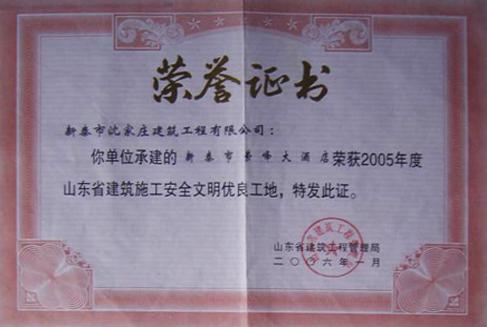 荣誉证书
新泰市沈家庄建筑工程有限公司：
你单位承建的 新泰市 峰大酒店荣获2005年度
山东省建筑施工安全文明优良工地，特发此证。
山东省建筑工程管理局
二〇〇六年一月